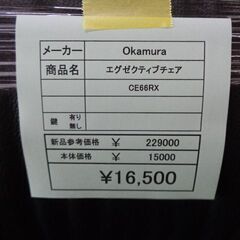 メーカー Okamura
商品名 エグゼクティブチェア
CE66RX
鍵 有り 無し
新品参考価格 ¥ 229000
本体価格 ¥ 15000
¥16,500